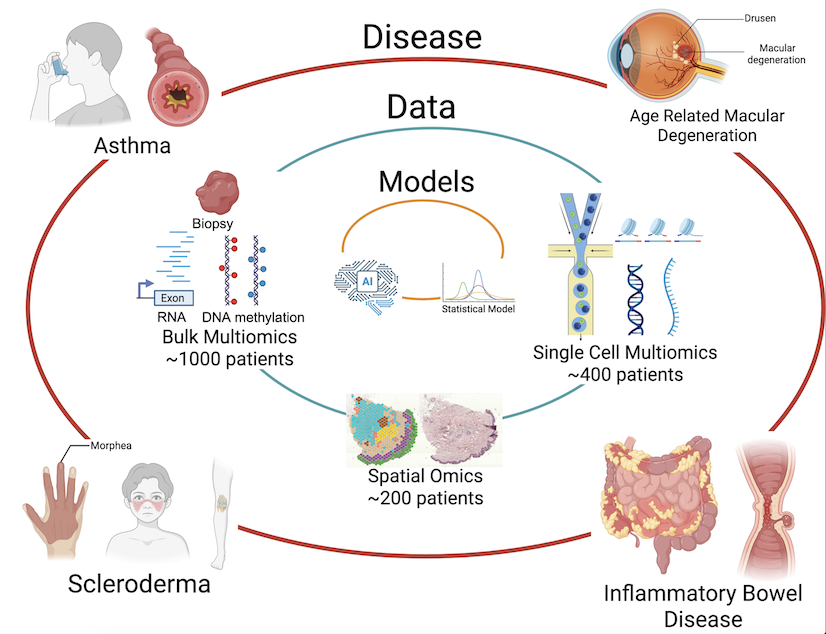 Disease
Drusen
Macular
degeneration
Age Related Macular
Degeneration
Asthma
Data
Models
Biopsy
Exon
RNA
DNA methylation
Bulk Multiomics
~1000 patients
AI
Statistical Model
Single Cell Multiomics
~400 patients
Spatial Omics
~200 patients
Morphea
Scleroderma
Inflammatory Bowel
Disease